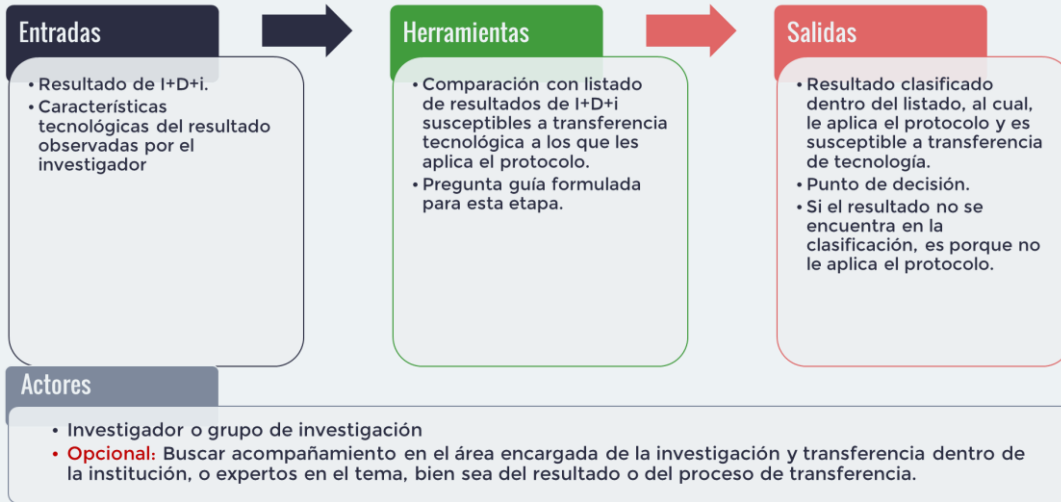 Entradas
• Resultado de I+D+i.
• Características
tecnológicas del resultado
observadas por el
investigador
Herramientas
• Comparación con listado
de resultados de I+D+i
susceptibles a transferencia
tecnológica a los que les
aplica el protocolo.
• Pregunta guía formulada
para esta etapa.
Salidas
• Resultado clasificado
dentro del listado, al cual,
le aplica el protocolo y es
susceptible a transferencia
de tecnología.
• Punto de decisión.
• Si el resultado no se
encuentra en la
clasificación, es porque no
le aplica el protocolo.
Actores
• Investigador o grupo de investigación
• Opcional: Buscar acompañamiento en el área encargada de la investigación y transferencia dentro de
la institución, o expertos en el tema, bien sea del resultado o del proceso de transferencia.